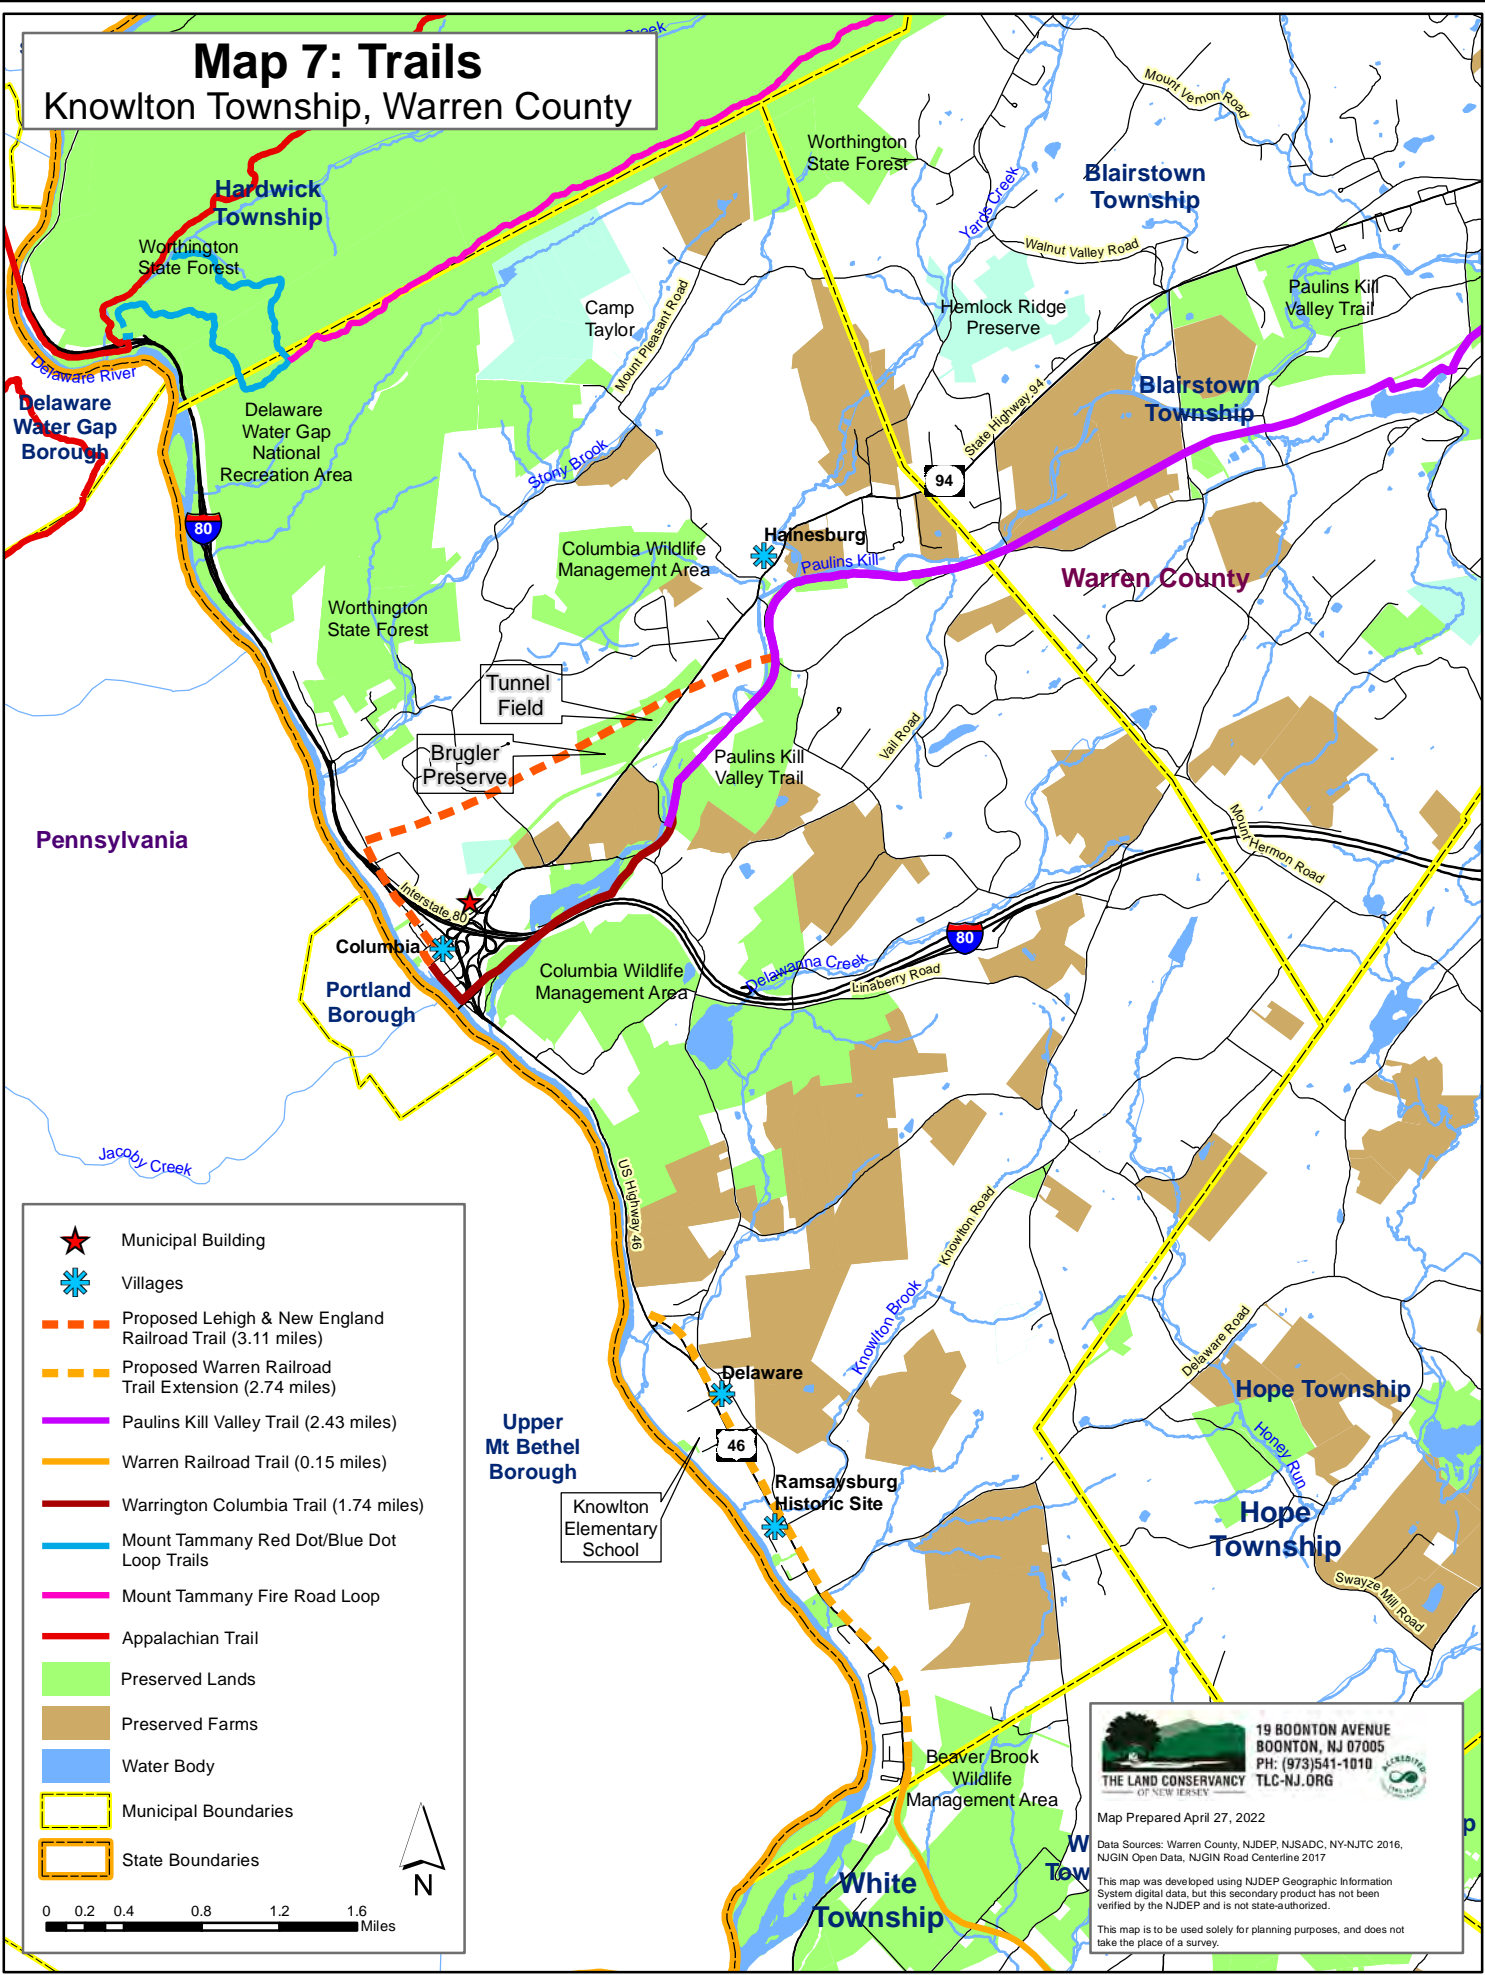 Map 7: Trails
Knowlton Township, Warren County
Creek
Mount Vernon Road
Worthington
State Forest
Blairstown
Township
Yards Creek
Hardwick
Township
Walnut Valley Road
Worthington
State Forest
Paulins Kill
Valley Trail
Camp
Taylor
Hemlock Ridge
Preserve
Mount Pleasant Road
Delaware River
Blairstown
Township
Delaware
Water Gap
Borough
Delaware
Water Gap
National
Recreation Area
State Highway 94
Stony Brook
94
80
Hainesburg
Columbia Wildlife
Management Area
Paulins Kill
Warren County
Worthington
State Forest
Tunnel
Field
Brugler
Preserve
Vail Road
Paulins Kill
Valley Trail
Pennsylvania
Mount
Hermon Road
Interstate 80
Columbia
80
Columbia Wildlife
Management Area
Delawanna Creek
Linaberry Road
Portland
Borough
Jacoby Creek
US Highway 46
Knowlton Road
Knowlton Brook
Delaware Road
Delaware
Hope Township
Upper
Mt Bethel
Borough
46
Honey Run
Ramsaysburg
Historic Site
Knowlton
Elementary
School
Hope
Township
Swayze Mill Road
Beaver Brook
Wildlife
Management Area
White
Township
W
Tow
p
Municipal Building
Villages
Proposed Lehigh & New England
Railroad Trail (3.11 miles)
Proposed Warren Railroad
Trail Extension (2.74 miles)
Paulins Kill Valley Trail (2.43 miles)
Warren Railroad Trail (0.15 miles)
Warrington Columbia Trail (1.74 miles)
Mount Tammany Red Dot/Blue Dot
Loop Trails
Mount Tammany Fire Road Loop
Appalachian Trail
Preserved Lands
Preserved Farms
Water Body
Municipal Boundaries
State Boundaries
N
0 0.2 0.4 0.8 1.2 1.6
Miles
THE LAND CONSERVANCY
OF NEW JERSEY
19 BOONTON AVENUE
BOONTON, NJ 07005
PH: (973)541-1010
TLC-NJ.ORG
ACCREDITED
Map Prepared April 27, 2022
Data Sources: Warren County, NJDEP, NJSADC, NY-NJTC 2016,
NJGIN Open Data, NJGIN Road Centerline 2017
This map was developed using NJDEP Geographic Information
System digital data, but this secondary product has not been
verified by the NJDEP and is not state-authorized.
This map is to be used solely for planning purposes, and does not
take the place of a survey.